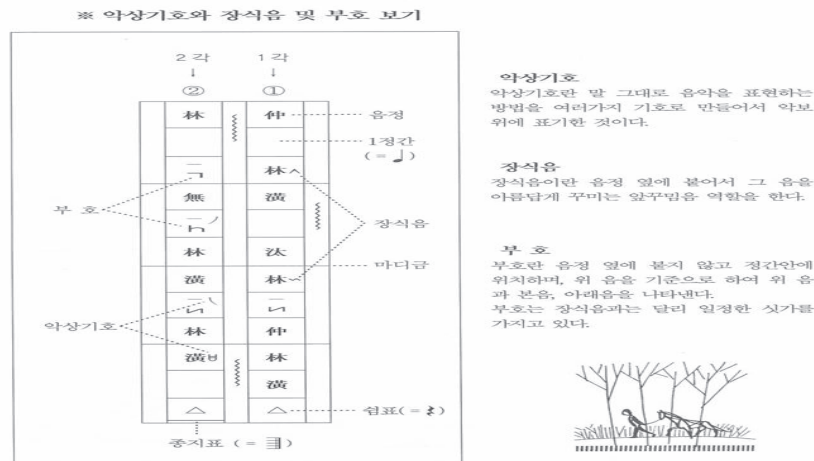 ※ 악상기호와 장식음 및 부호 보기
2각 1각
↓ ↓
② ①
林 仲 음정
1정간
(=♩)
林
無 潢
부 호
장식음
林 汰
마디금
潢 林
악상기호
林 仲
潢 林
潢
△ △ 쉼표(=𝄽)
종지표 (= )
악상기호
악상기호란 말 그대로 음악을 표현하는
방법을 여러가지 기호로 만들어서 악보
위에 표기한 것이다.
장식음
장식음이란 음정 옆에 붙어서 그 음을
아름답게 꾸미는 앞꾸밈음 역할을 한다.
부 호
부호란 음정 옆에 붙지 않고 정간안에
위치하며, 위 음을 기준으로 하여 위 음
과 본음, 아래음을 나타낸다.
부호는 장식음과는 달리 일정한 싯가를
가지고 있다.